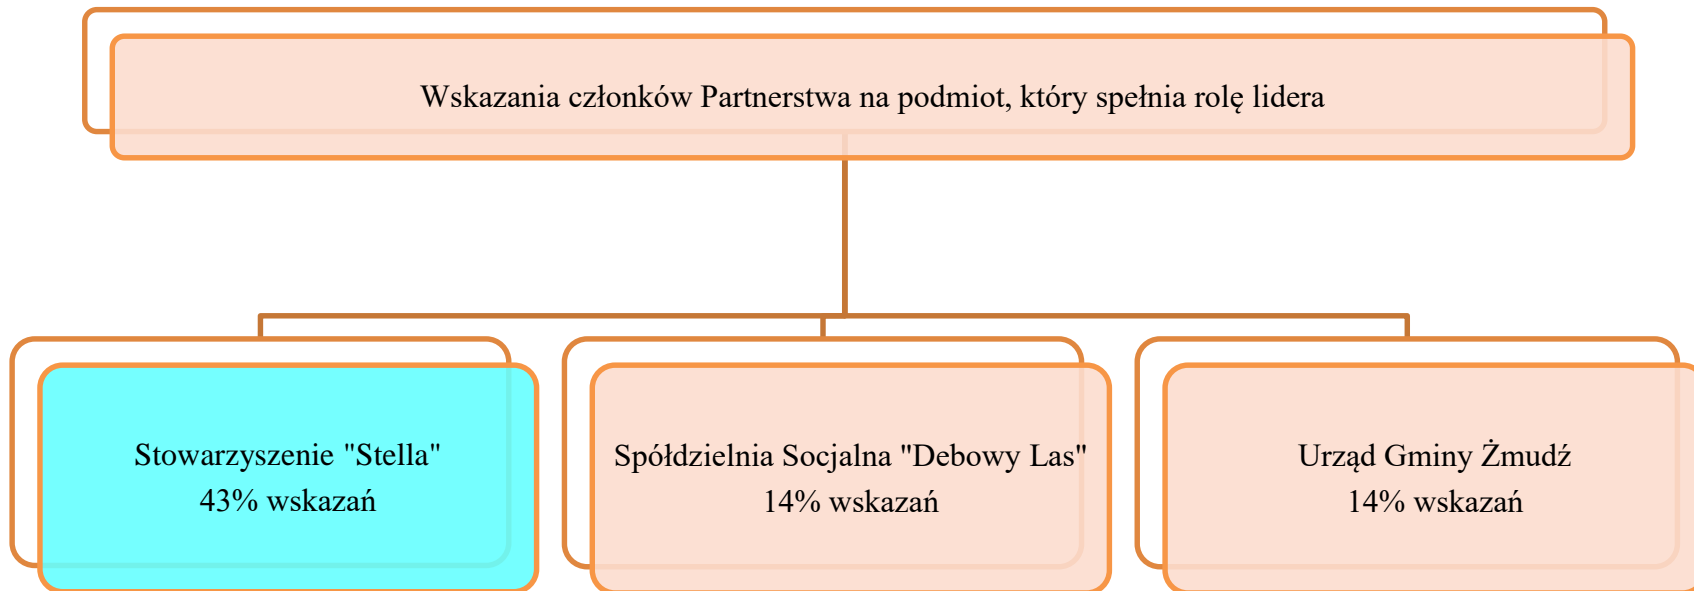 Wskazania członków Partnerstwa na podmiot, który spełnia rolę lidera
Stowarzyszenie "Stella"
43% wskazań
Spółdzielnia Socjalna "Debowy Las"
14% wskazań
Urząd Gminy Żmudź
14% wskazań